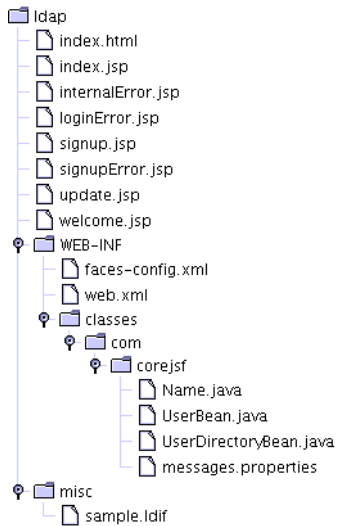 ldap
index.html
index.jsp
internalError.jsp
loginError.jsp
signup.jsp
signupError.jsp
update.jsp
welcome.jsp
WEB-INF
faces-config.xml
web.xml
classes
com
corejsf
Name.java
UserBean.java
UserDirectoryBean.java
messages.properties
misc
sample.ldif